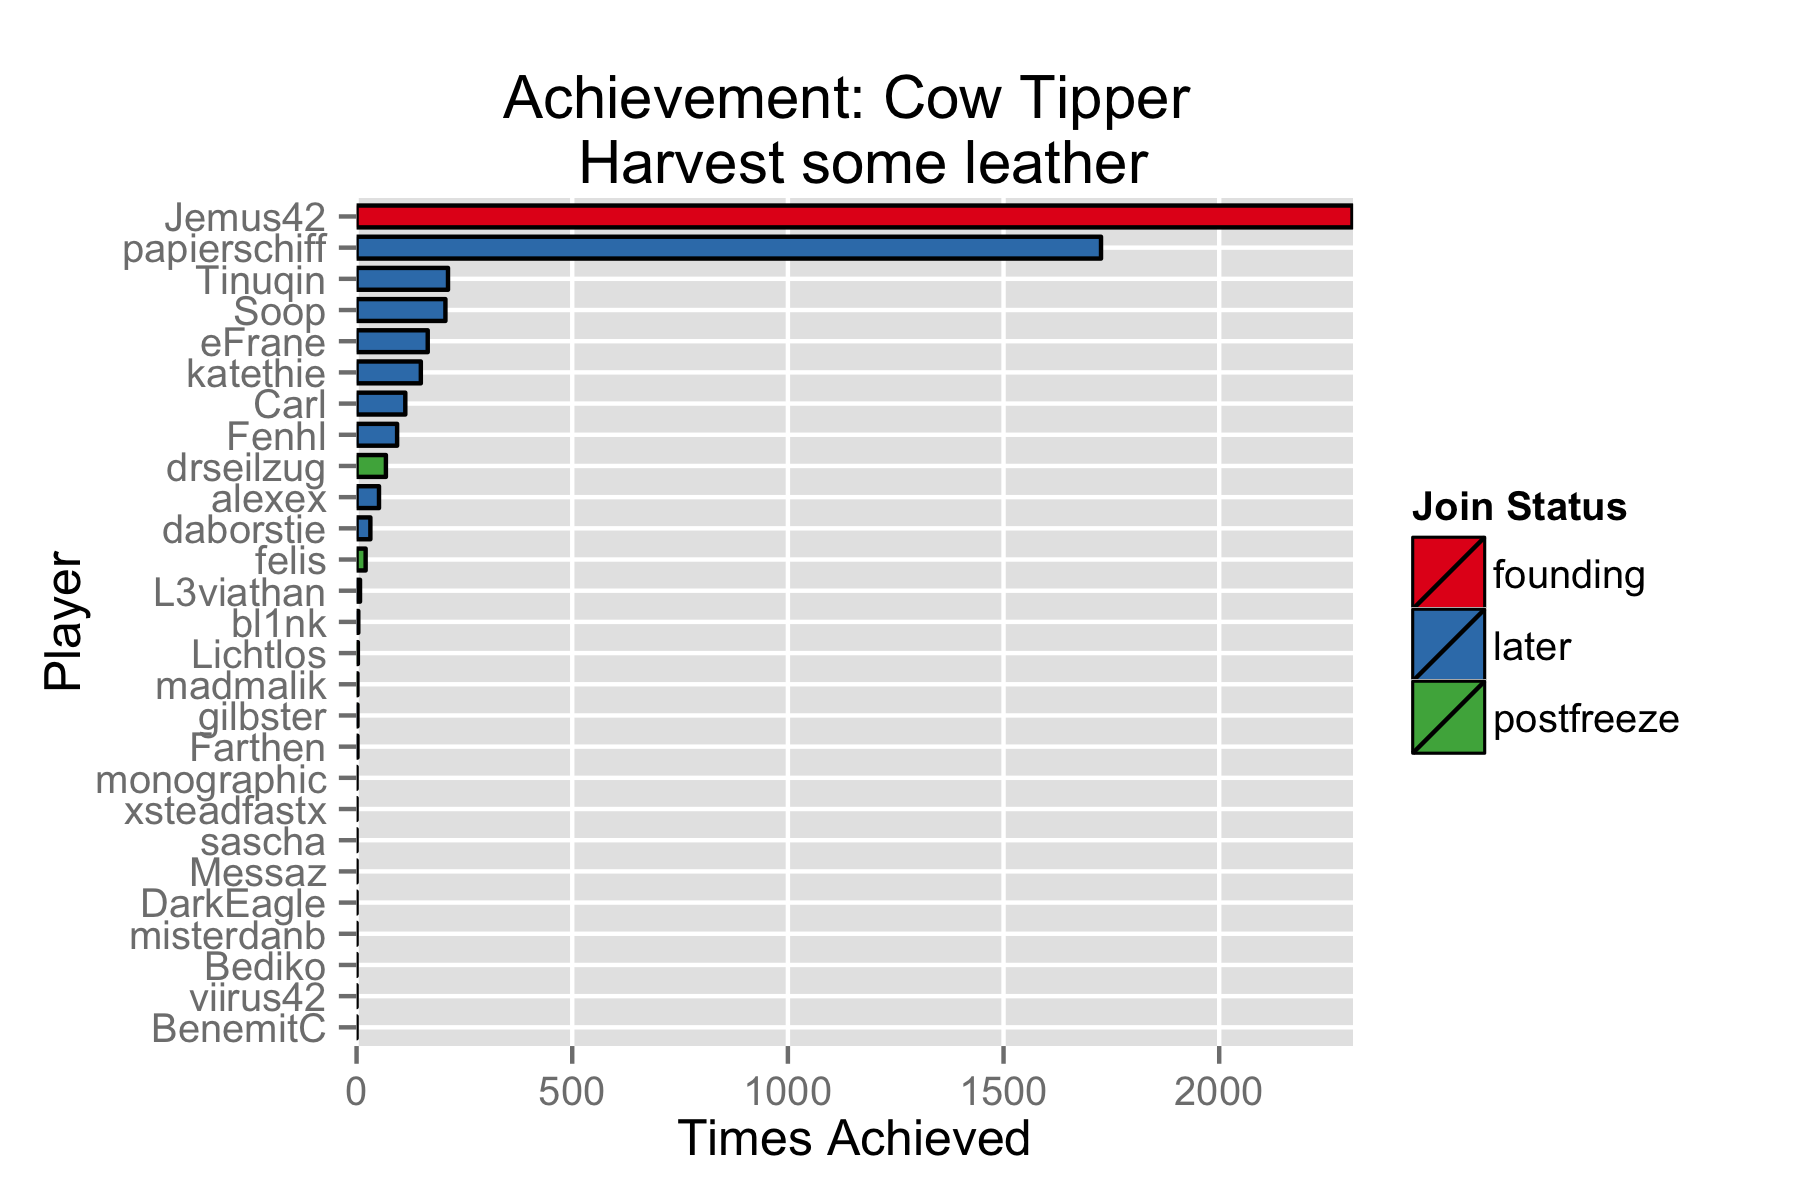 Achievement: Cow Tipper
Harvest some leather
Player
Jemus42
papierschiff
Tinuqin
Soop
eFrane
katethie
Carl
Fenhl
drseilzug
alexex
daborstie
felis
L3viathan
bl1nk
Lichtlos
madmalik
gilbster
Farthen
monographic
xsteadfastx
sascha
Messaz
DarkEagle
misterdanb
Bediko
viirus42
BenemitC
0 500 1000 1500 2000
Times Achieved
Join Status
founding
later
postfreeze